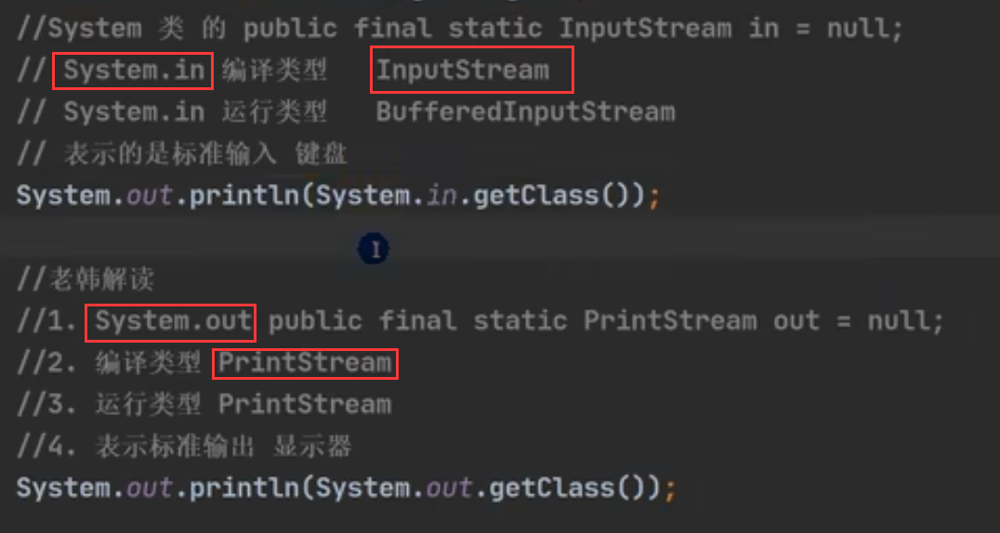 //System 类 的 public final static InputStream in = null;
// System.in 编译类型 InputStream
// System.in 运行类型 BufferedInputStream
// 表示的是标准输入 键盘
System.out.println(System.in.getClass());
//老韩解读
//1. System.out public final static PrintStream out = null;
//2. 编译类型 PrintStream
//3. 运行类型 PrintStream
//4. 表示标准输出 显示器
System.out.println(System.out.getClass());